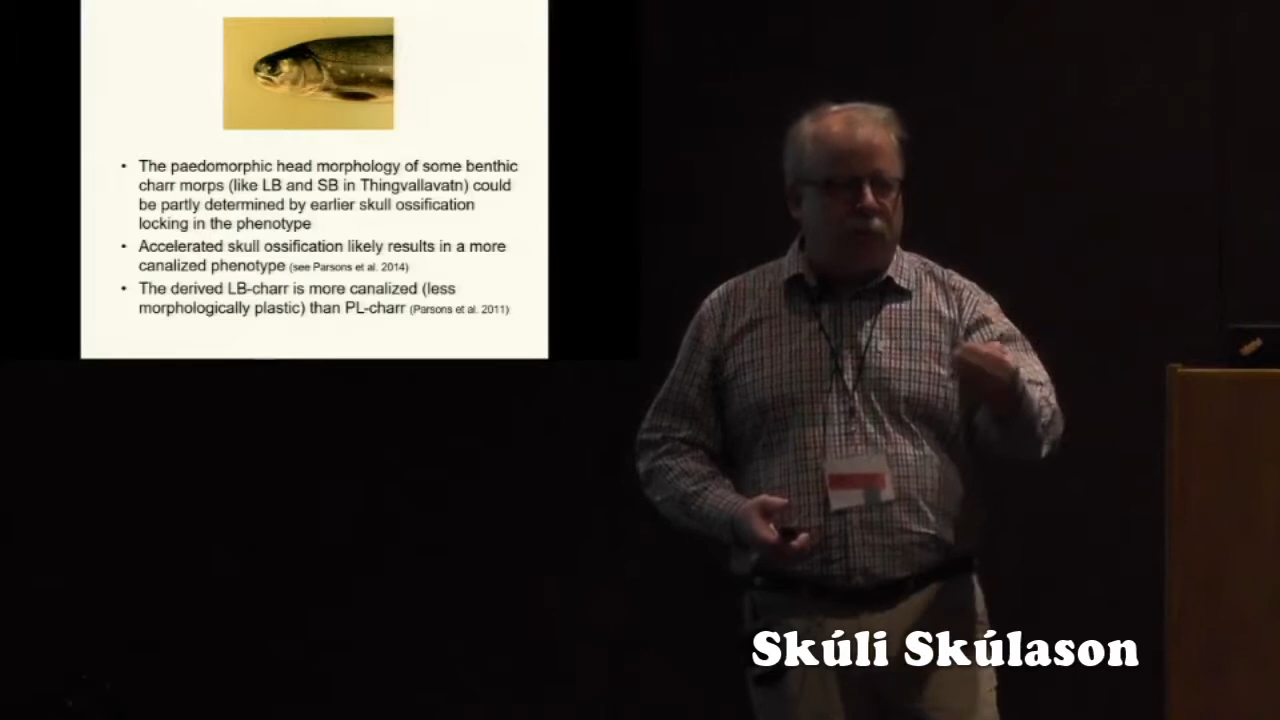 • The paedomorphic head morphology of some benthic
charr morps (like LB and SB in Thingvallavatn) could
be partly determined by earlier skull ossification
locking in the phenotype
• Accelerated skull ossification likely results in a more
canalized phenotype (see Parsons et al. 2014)
• The derived LB-charr is more canalized (less
morphologically plastic) than PL-charr (Parsons et al. 2011)
Skúli Skúlason